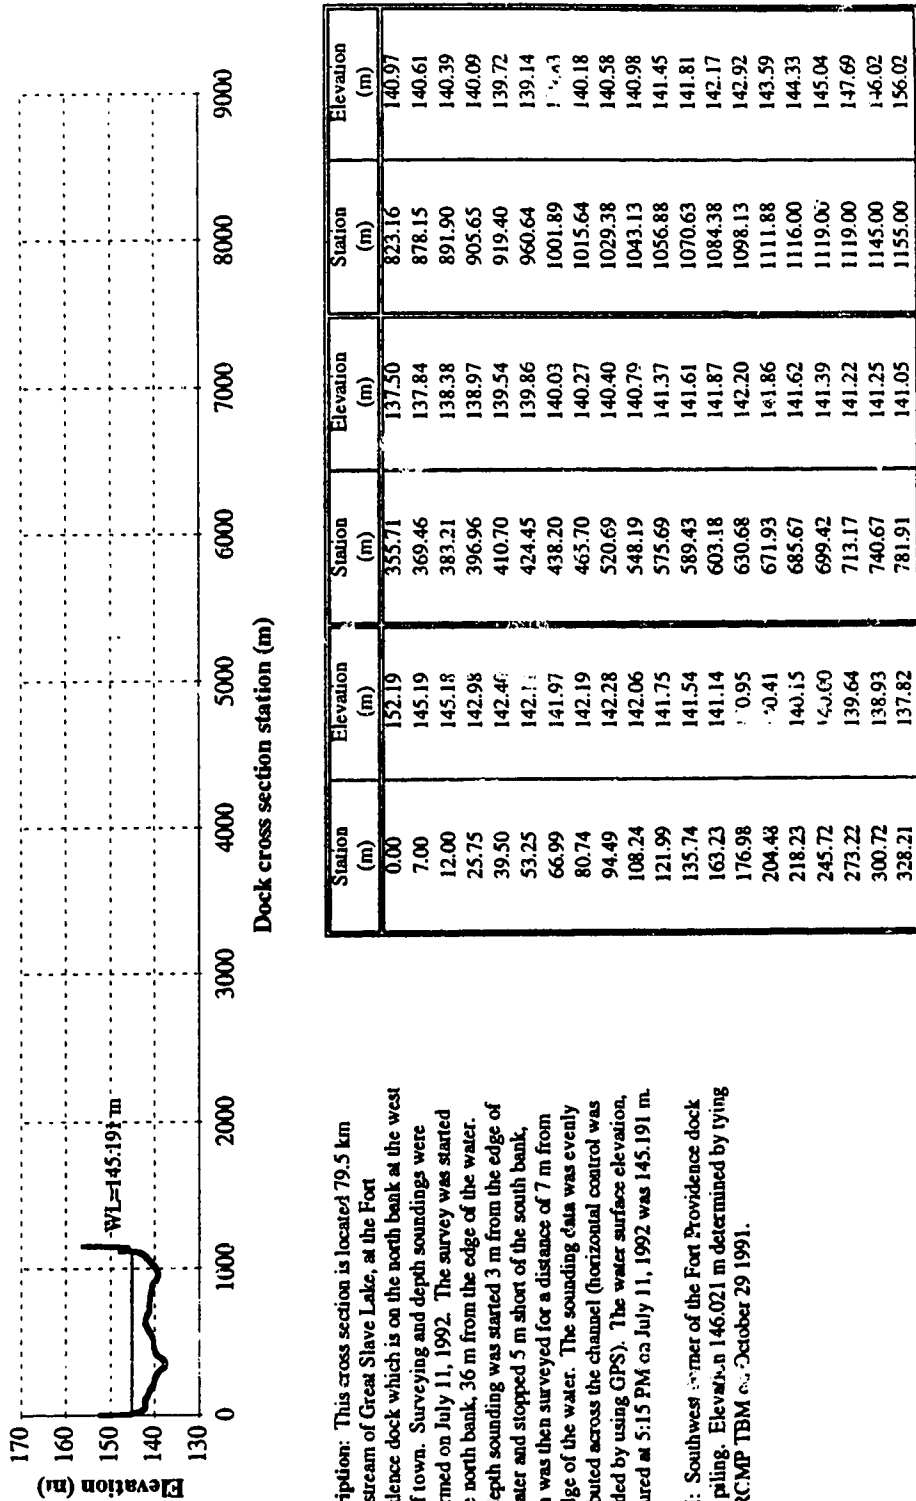 170
160
150
140
130
Elevation (m)
WL=145.191 m
0
1000
2000
3000
4000
5000
6000
7000
8000
9000
Dock cross section station (m)
This cross section is located 79.5 km
of Great Slave Lake, at the Fort
dock which is on the north bank at the west
town. Surveying and depth soundings were
on July 11, 1992. The survey was started
north bank, 36 m from the edge of the water.
sounding was started 3 m from the edge of
and stopped 5 m short of the south bank,
was then surveyed for a distance of 7 m from
of the water. The sounding data was evenly
across the channel (horizontal control was
by using GPS). The water surface elevation,
at 5:15 PM on July 11, 1992 was 145.191 m.
Southwest corner of the Fort Providence dock
piling. Elevation 146.021 m determined by tying
RCMP TBM October 29 1991.
Station Elevation Station Elevation Station Elevation
(m) (m) (m) (m) (m) (m)
0.00 152.19 355.71 137.50 823.16 140.97
7.00 145.19 369.46 137.84 878.15 140.61
12.00 145.18 383.21 138.38 891.90 140.39
25.75 142.98 396.96 138.97 905.65 140.09
39.50 410.70 139.54 919.40 139.72
53.25 424.45 139.86 960.64 139.14
66.99 141.97 438.20 140.03 1001.89
80.74 142.19 465.70 140.27 1015.64 140.18
94.49 142.28 520.69 140.40 1029.38 140.58
108.24 142.06 548.19 140.79 1043.13 140.98
121.99 141.75 575.69 141.37 1056.88 141.45
135.74 141.54 589.43 141.61 1070.63 141.81
163.23 141.14 603.18 141.87 1084.38 142.17
176.98 630.68 142.20 1098.13 142.92
204.48 671.93 141.86 1111.88 143.59
218.23 140.15 685.67 141.62 1116.00 144.33
245.72 699.42 141.39 1119.00 145.04
273.22 139.64 713.17 141.22 1119.00 147.69
300.72 138.93 740.67 141.25 1145.00 146.02
328.21 137.82 781.91 141.05 1155.00 156.02